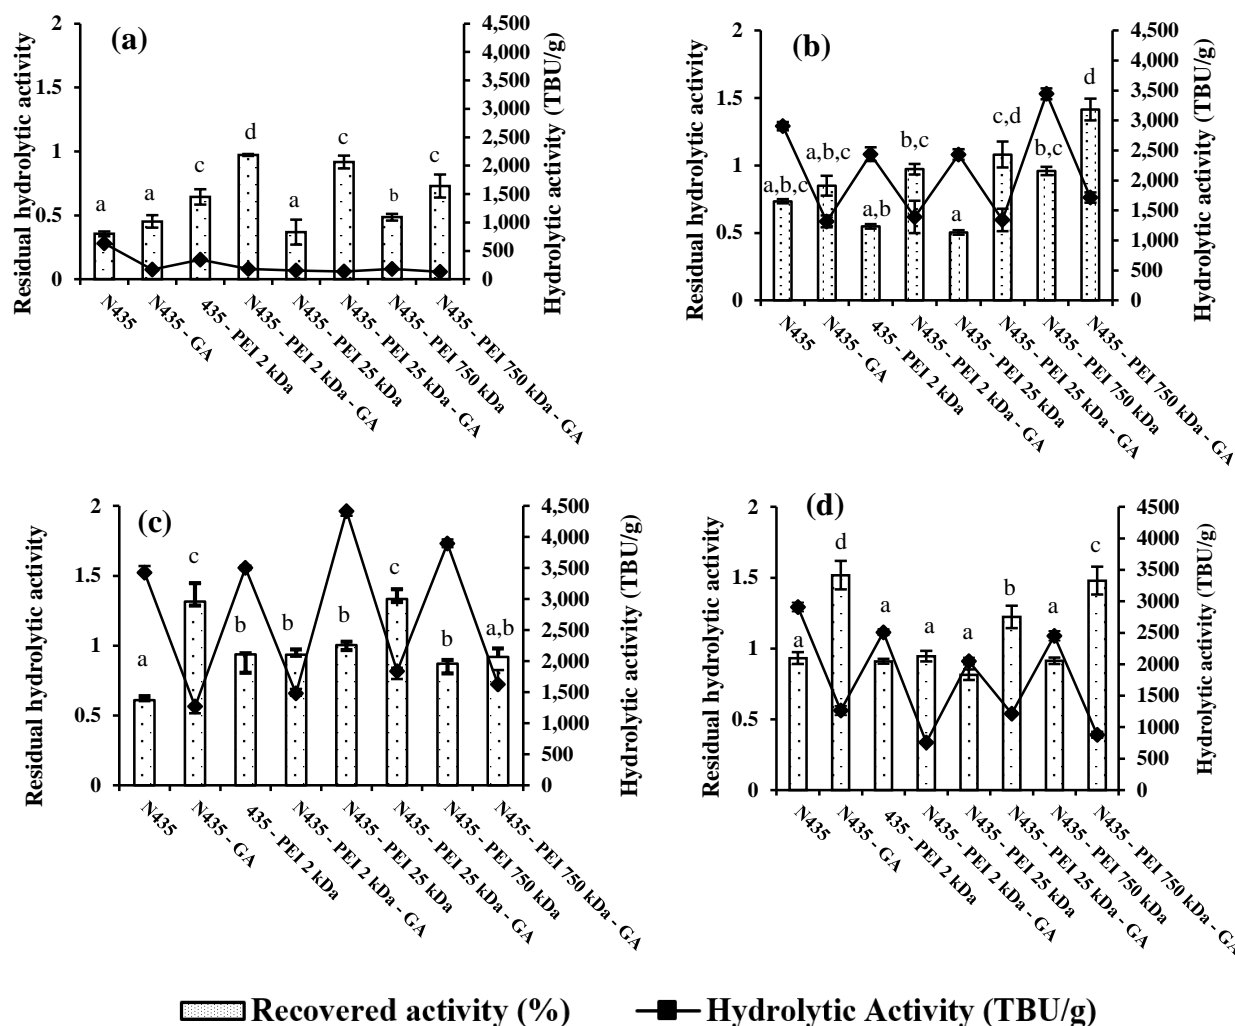 (a)
Residual hydrolytic activity
2
1.5
1
0.5
0
4,500
4,000
3,500
3,000
2,500
2,000
1,500
1,000
500
0
Hydrolytic activity (TBU/g)
a
a
c
d
a
c
b
c
N435
N435 - GA
435 - PEI 2 kDa
N435 - PEI 2 kDa - GA
N435 - PEI 25 kDa
N435 - PEI 25 kDa - GA
N435 - PEI 750 kDa
N435 - PEI 750 kDa - GA
(b)
Residual hydrolytic activity
2
1.5
1
0.5
0
4,500
4,000
3,500
3,000
2,500
2,000
1,500
1,000
500
0
Hydrolytic activity (TBU/g)
a,b,c
a,b,c
a,b
b,c
a
c,d
b,c
d
N435
N435 - GA
435 - PEI 2 kDa
N435 - PEI 2 kDa - GA
N435 - PEI 25 kDa
N435 - PEI 25 kDa - GA
N435 - PEI 750 kDa
N435 - PEI 750 kDa - GA
(c)
Residual hydrolytic activity
2
1.5
1
0.5
0
4,500
4,000
3,500
3,000
2,500
2,000
1,500
1,000
500
0
Hydrolytic activity (TBU/g)
a
c
b
b
b
c
b
a,b
N435
N435 - GA
435 - PEI 2 kDa
N435 - PEI 2 kDa - GA
N435 - PEI 25 kDa
N435 - PEI 25 kDa - GA
N435 - PEI 750 kDa
N435 - PEI 750 kDa - GA
(d)
Residual hydrolytic activity
2
1.5
1
0.5
0
4500
4000
3500
3000
2500
2000
1500
1000
500
0
Hydrolytic activity (TBU/g)
a
d
a
a
a
b
a
c
N435
N435 - GA
435 - PEI 2 kDa
N435 - PEI 2 kDa - GA
N435 - PEI 25 kDa
N435 - PEI 25 kDa - GA
N435 - PEI 750 kDa
N435 - PEI 750 kDa - GA
Recovered activity (%)
Hydrolytic Activity (TBU/g)